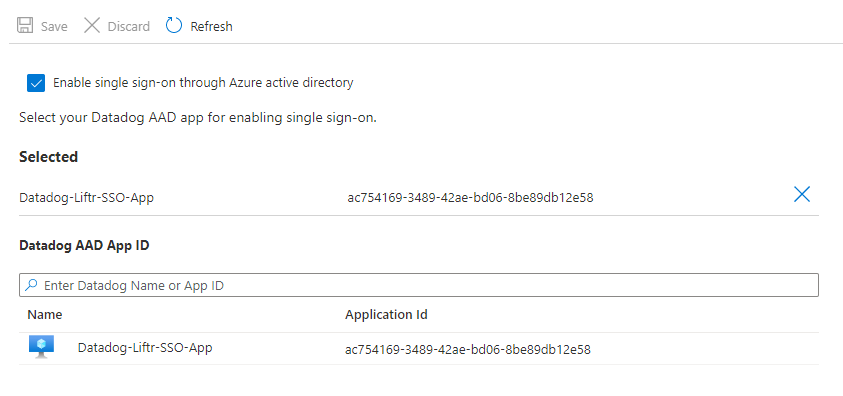 Save Discard Refresh
Enable single sign-on through Azure active directory
Select your Datadog AAD app for enabling single sign-on.
Selected
Datadog-Liftr-SSO-App ac754169-3489-42ae-bd06-8be89db12e58
Datadog AAD App ID
Enter Datadog Name or App ID
Name Application Id
Datadog-Liftr-SSO-App ac754169-3489-42ae-bd06-8be89db12e58